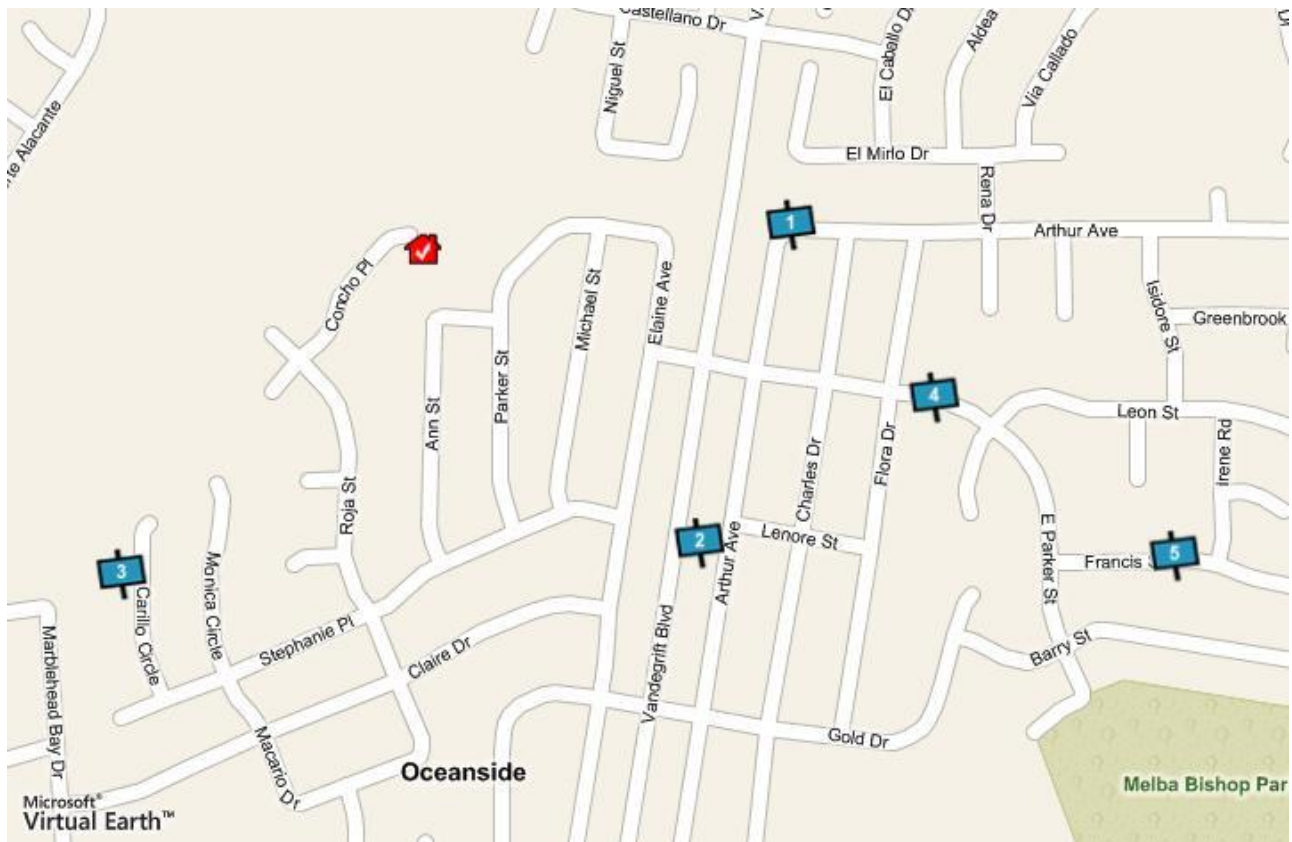 Castellano Dr
Niguel St
El Caballo Dr
Aldea
Via Callado
rte Alacante
El Mirlo Dr
Rena Dr
1
Arthur Ave
Concho Pl
Michael St
Elaine Ave
Isidore St
Greenbrook
Parker St
Ann St
4
Leon St
Flora Dr
Charles Dr
Irene Rd
Roja St
2
Arthur Ave
Lenore St
E Parker St
Francis
5
3
Carillo Circle
Monica Circle
Stephanie Pl
Claire Dr
Vandegrift Blvd
Barry St
Marblehead Bay Dr
Macario Dr
Gold Dr
Oceanside
Melba Bishop Par
Microsoft®
Virtual Earth™